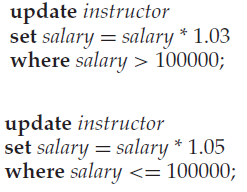 update instructor
set salary = salary * 1.03
where salary > 100000;
update instructor
set salary = salary * 1.05
where salary <= 100000;